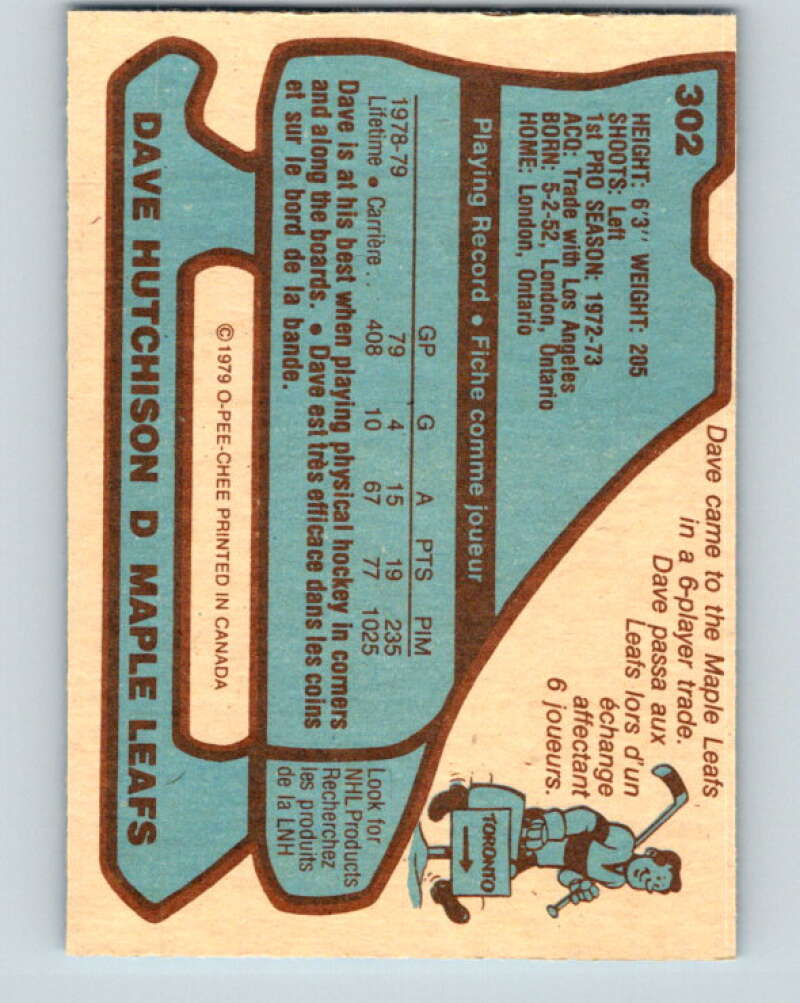 302
HEIGHT: 6'3" WEIGHT: 205
SHOOTS: Left
1st PRO SEASON: 1972-73
ACQ: Trade with Los Angeles
BORN: 5-2-52, London, Ontario
HOME: London, Ontario
Dave came to the Maple Leafs
in a 6-player trade.
Dave passa aux
Leafs lors d'un
échange
affectant
6 joueurs.
TORONTO
Playing Record • Fiche comme joueur
GP G A PTS PIM
1978-79 79 4 15 19 235
Lifetime • Carrière . . 408 10 67 77 1025
Dave is at his best when playing physical hockey in corners
and along the boards. • Dave est très efficace dans les coins
et sur le bord de la bande.
Look for
NHL Products
Recherchez
les produits
de la LNH
©1979 O-PEE-CHEE PRINTED IN CANADA
DAVE HUTCHISON D MAPLE LEAFS